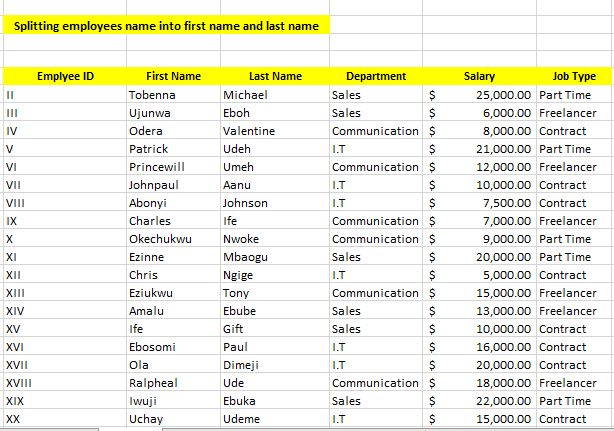 Splitting employees name into first name and last name
Emplyee ID First Name Last Name Department Salary Job Type
II Tobenna Michael Sales $ 25,000.00 Part Time
III Ujunwa Eboh Sales $ 6,000.00 Freelancer
IV Odera Valentine Communication $ 8,000.00 Contract
V Patrick Udeh I.T $ 21,000.00 Part Time
VI Princewill Umeh Communication $ 12,000.00 Freelancer
VII Johnpaul Aanu I.T $ 10,000.00 Contract
VIII Abonyi Johnson I.T $ 7,500.00 Contract
IX Charles Ife Communication $ 7,000.00 Freelancer
X Okechukwu Nwoke Communication $ 9,000.00 Part Time
XI Ezinne Mbaogu Sales $ 20,000.00 Part Time
XII Chris Ngige I.T $ 5,000.00 Contract
XIII Eziukwu Tony Communication $ 15,000.00 Freelancer
XIV Amalu Ebube Sales $ 13,000.00 Freelancer
XV Ife Gift Sales $ 10,000.00 Contract
XVI Ebosomi Paul I.T $ 16,000.00 Contract
XVII Ola Dimeji I.T $ 20,000.00 Contract
XVIII Ralpheal Ude Communication $ 18,000.00 Freelancer
XIX Iwuji Ebuka Sales $ 22,000.00 Part Time
XX Uchay Udeme I.T $ 15,000.00 Contract